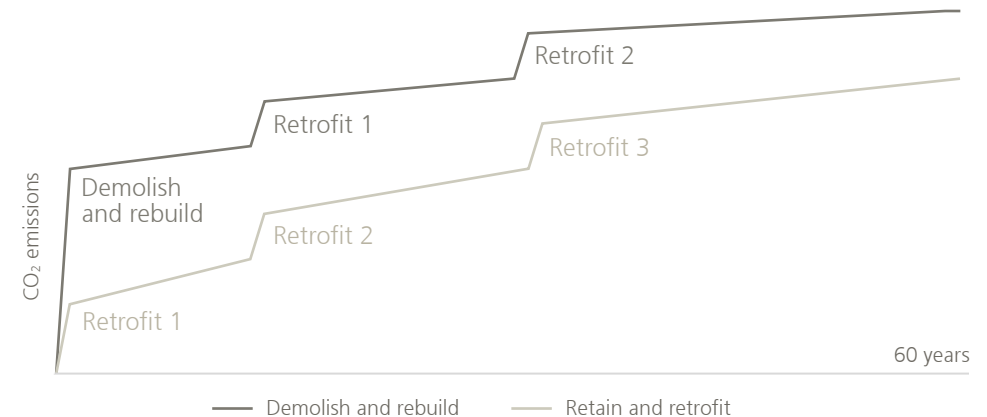 Retrofit 2
Retrofit 1
Retrofit 3
Demolish
and rebuild
CO₂ emissions
Retrofit 2
Retrofit 1
60 years
Demolish and rebuild
Retain and retrofit